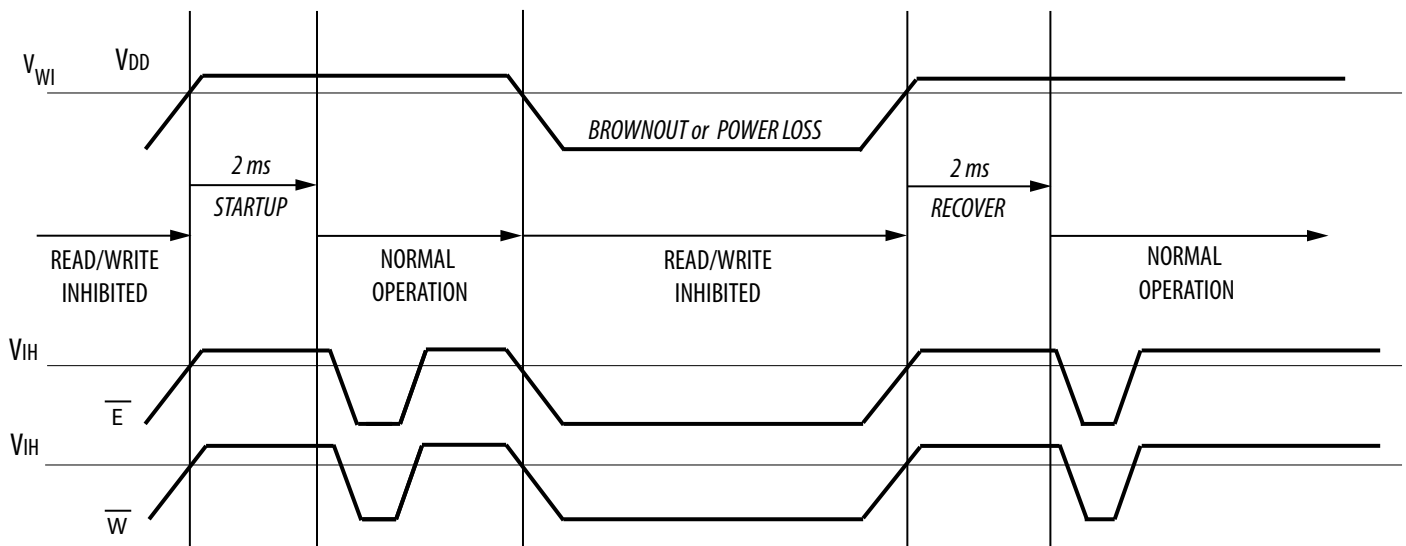 VWI VDD
BROWNOUT or POWER LOSS
2 ms
STARTUP
2 ms
RECOVER
READ/WRITE
INHIBITED
NORMAL
OPERATION
READ/WRITE
INHIBITED
NORMAL
OPERATION
VIH
E
VIH
W